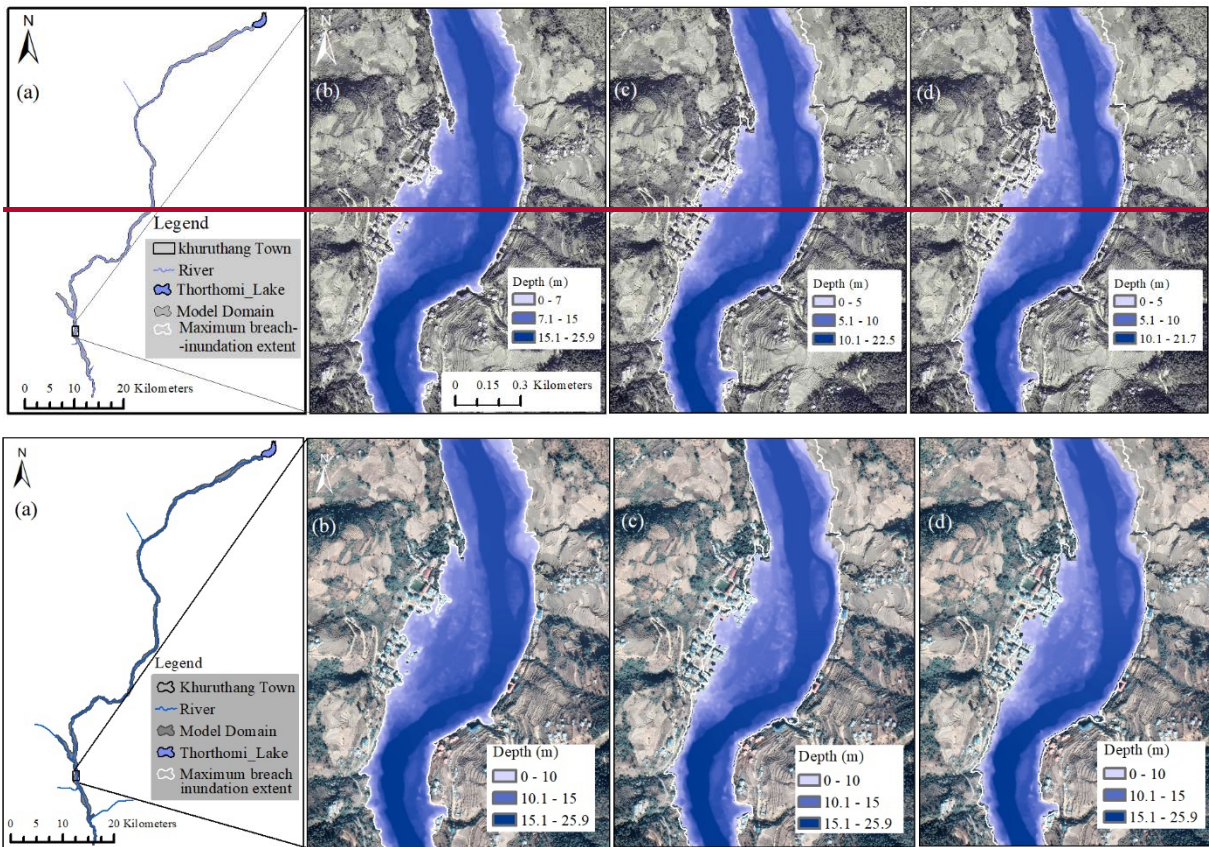 N
(a)
Legend
khuruthang Town
River
Thorthomi_Lake
Model Domain
Maximum breach-
-inundation extent
0 5 10 20 Kilometers
N
(b)
Depth (m)
0 - 7
7.1 - 15
15.1 - 25.9
0 0.15 0.3 Kilometers
(c)
Depth (m)
0 - 5
5.1 - 10
10.1 - 22.5
(d)
Depth (m)
0 - 5
5.1 - 10
10.1 - 21.7
N
(a)
Legend
Khuruthang Town
River
Model Domain
Thorthomi_Lake
Maximum breach
inundation extent
0 5 10 20 Kilometers
N
(b)
Depth (m)
0 - 10
10.1 - 15
15.1 - 25.9
(c)
Depth (m)
0 - 10
10.1 - 15
15.1 - 25.9
(d)
Depth (m)
0 - 10
10.1 - 15
15.1 - 25.9